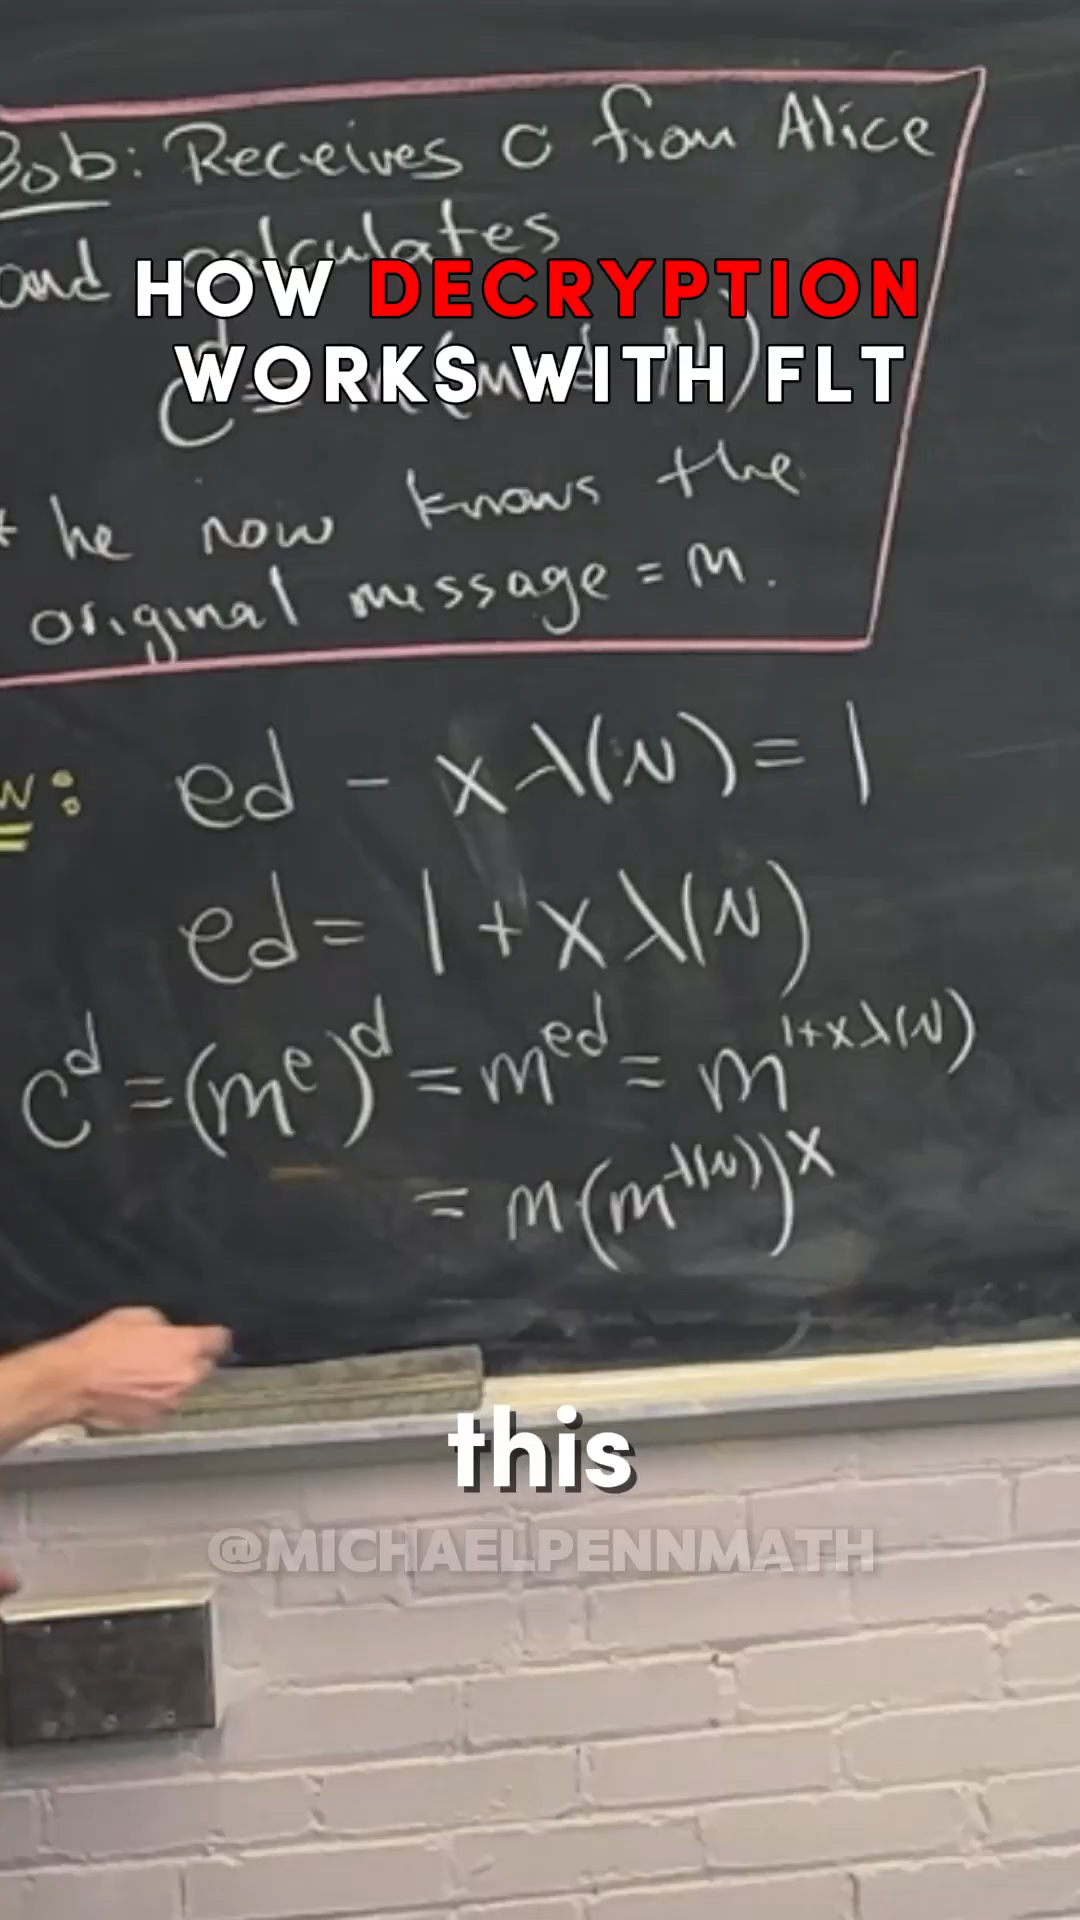 Bob: Receives C from Alice
and calculates
HOW DECRYPTION
WORKS WITH FLT
C^d = m (mod N)
* he now knows the
original message = m.
w: ed - xλ(N) = 1
ed = 1 + xλ(N)
C^d = (m^e)^d = m^ed = m^1+xλ(N)
= m(m^λ(N))^x
this
@MICHAELPENNMATH